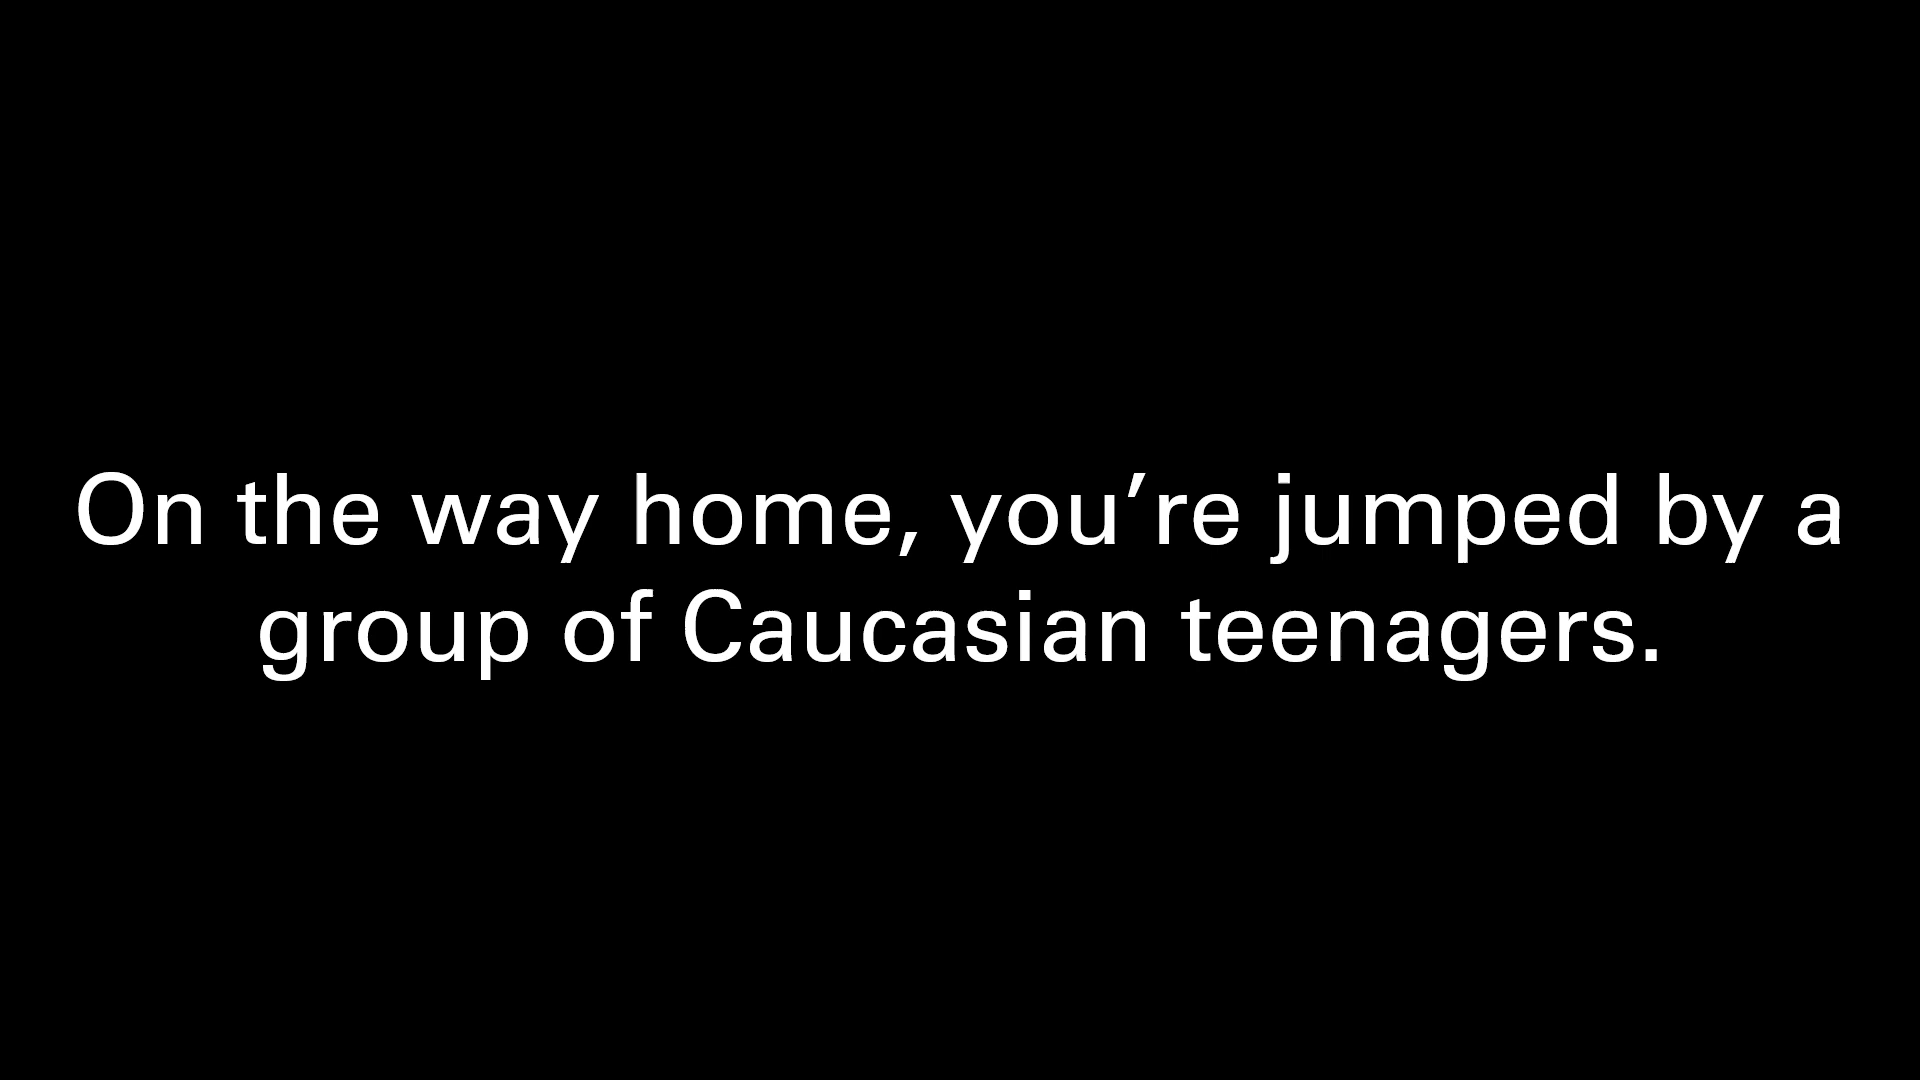 On the way home, you’re jumped by a
group of Caucasian teenagers.